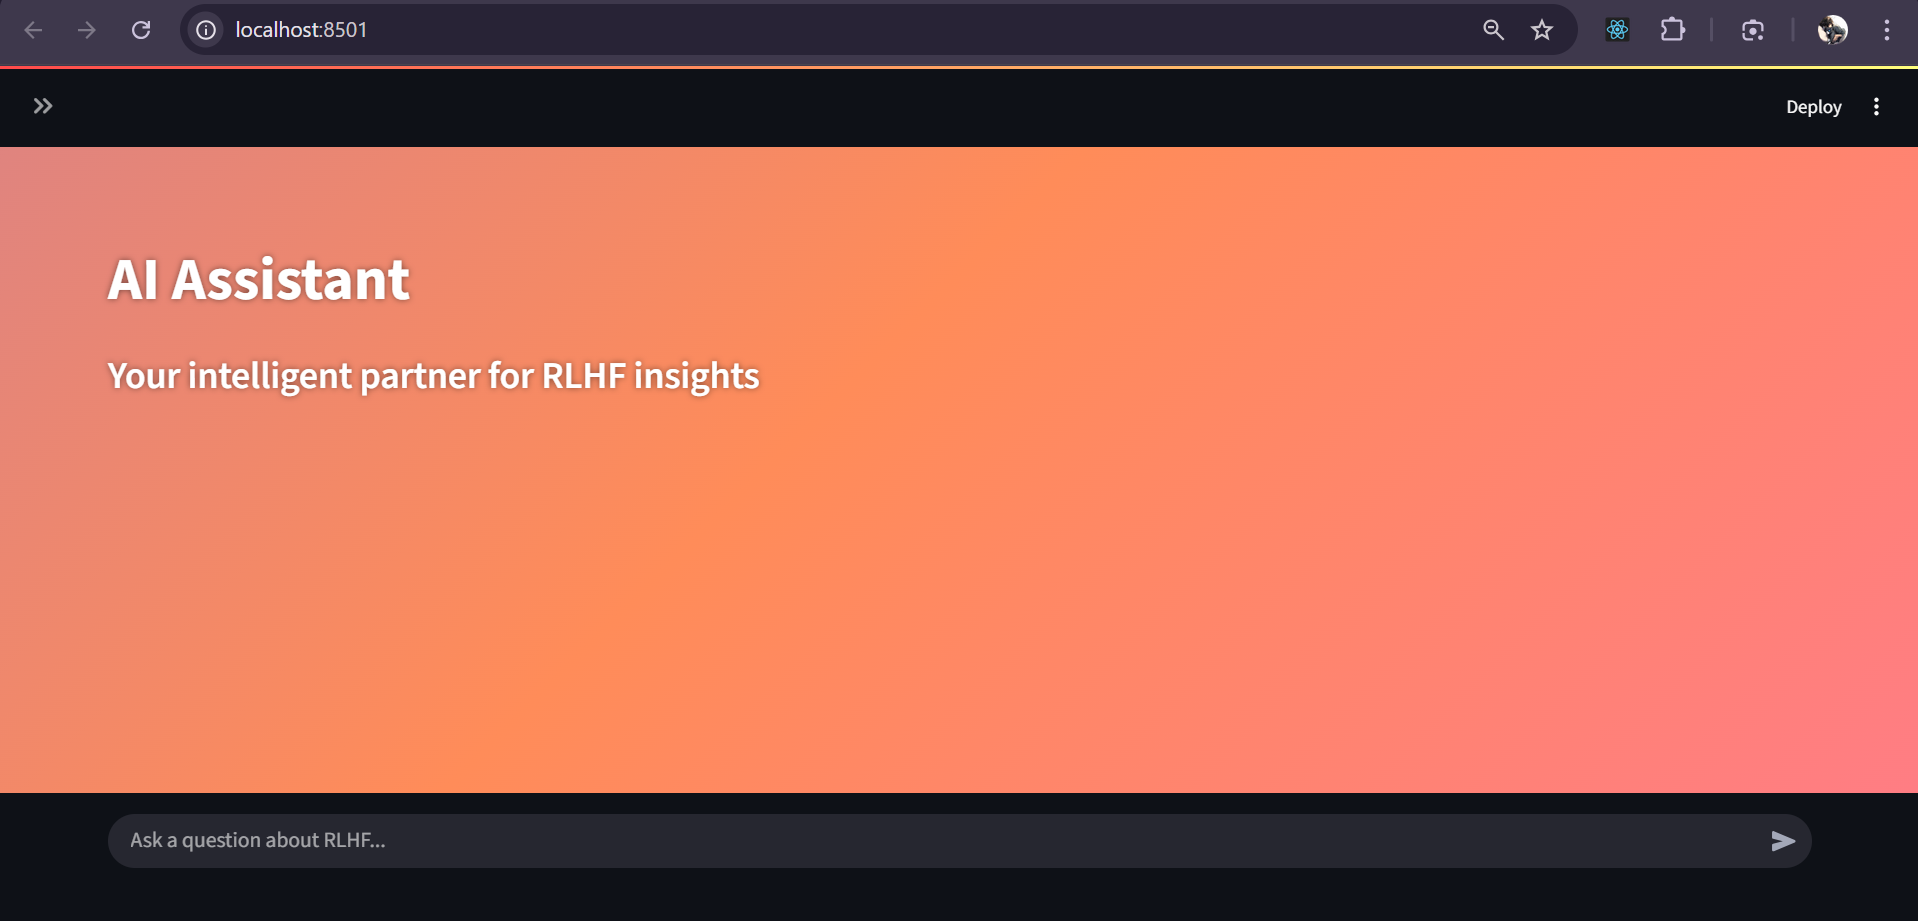 localhost:8501
Deploy
AI Assistant
Your intelligent partner for RLHF insights
Ask a question about RLHF...